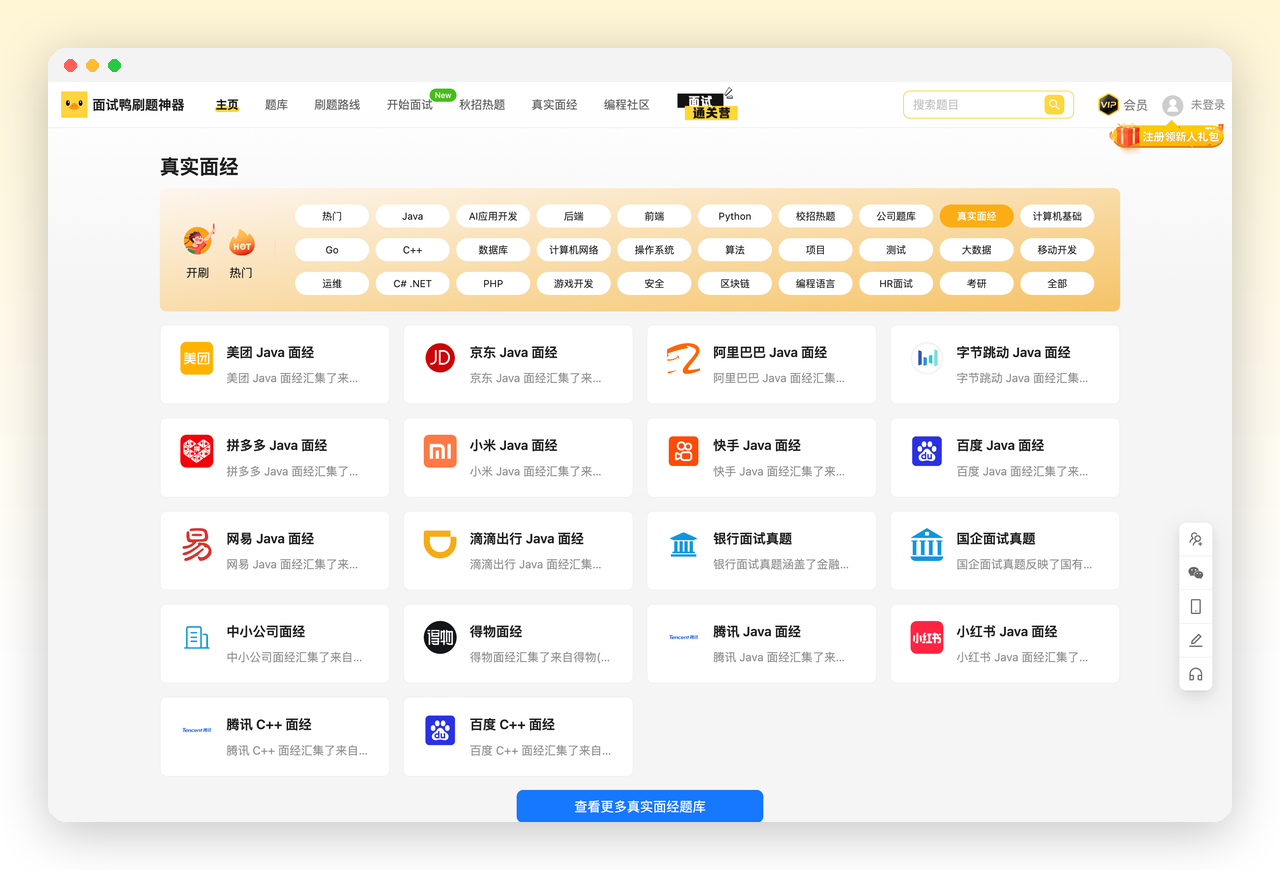 面试鸭刷题神器 主页 题库 刷题路线 开始面试 New 秋招热题 真实面经 编程社区 面试 通关营 搜索题目 VIP 会员 未登录
注册领新人礼包
真实面经
热门 Java AI应用开发 后端 前端 Python 校招热题 公司题库 真实面经 计算机基础
HOT
Go C++ 数据库 计算机网络 操作系统 算法 项目 测试 大数据 移动开发
开刷 热门
运维 C# .NET PHP 游戏开发 安全 区块链 编程语言 HR面试 考研 全部
美团 美团 Java 面经 JD 京东 Java 面经 阿里巴巴 Java 面经 字节跳动 Java 面经
美团 Java 面经汇集了来... 京东 Java 面经汇集了来... 阿里巴巴 Java 面经汇集... 字节跳动 Java 面经汇集...
拼多多 Java 面经 小米 Java 面经 快手 Java 面经 du 百度 Java 面经
拼多多 Java 面经汇集了... 小米 Java 面经汇集了来... 快手 Java 面经汇集了来... 百度 Java 面经汇集了来...
易 网易 Java 面经 滴滴出行 Java 面经 银行面试真题 国企面试真题
网易 Java 面经汇集了来... 滴滴出行 Java 面经汇集... 银行面试真题涵盖了金融... 国企面试真题反映了国有...
中小公司面经 得物 得物面经 Tencent 腾讯 腾讯 Java 面经 小红书 小红书 Java 面经
中小公司面经汇集了来自... 得物面经汇集了来自得物(... 腾讯 Java 面经汇集了来... 小红书 Java 面经汇集了...
Tencent 腾讯 腾讯 C++ 面经 du 百度 C++ 面经
腾讯 C++ 面经汇集了来自... 百度 C++ 面经汇集了来自...
查看更多真实面经题库